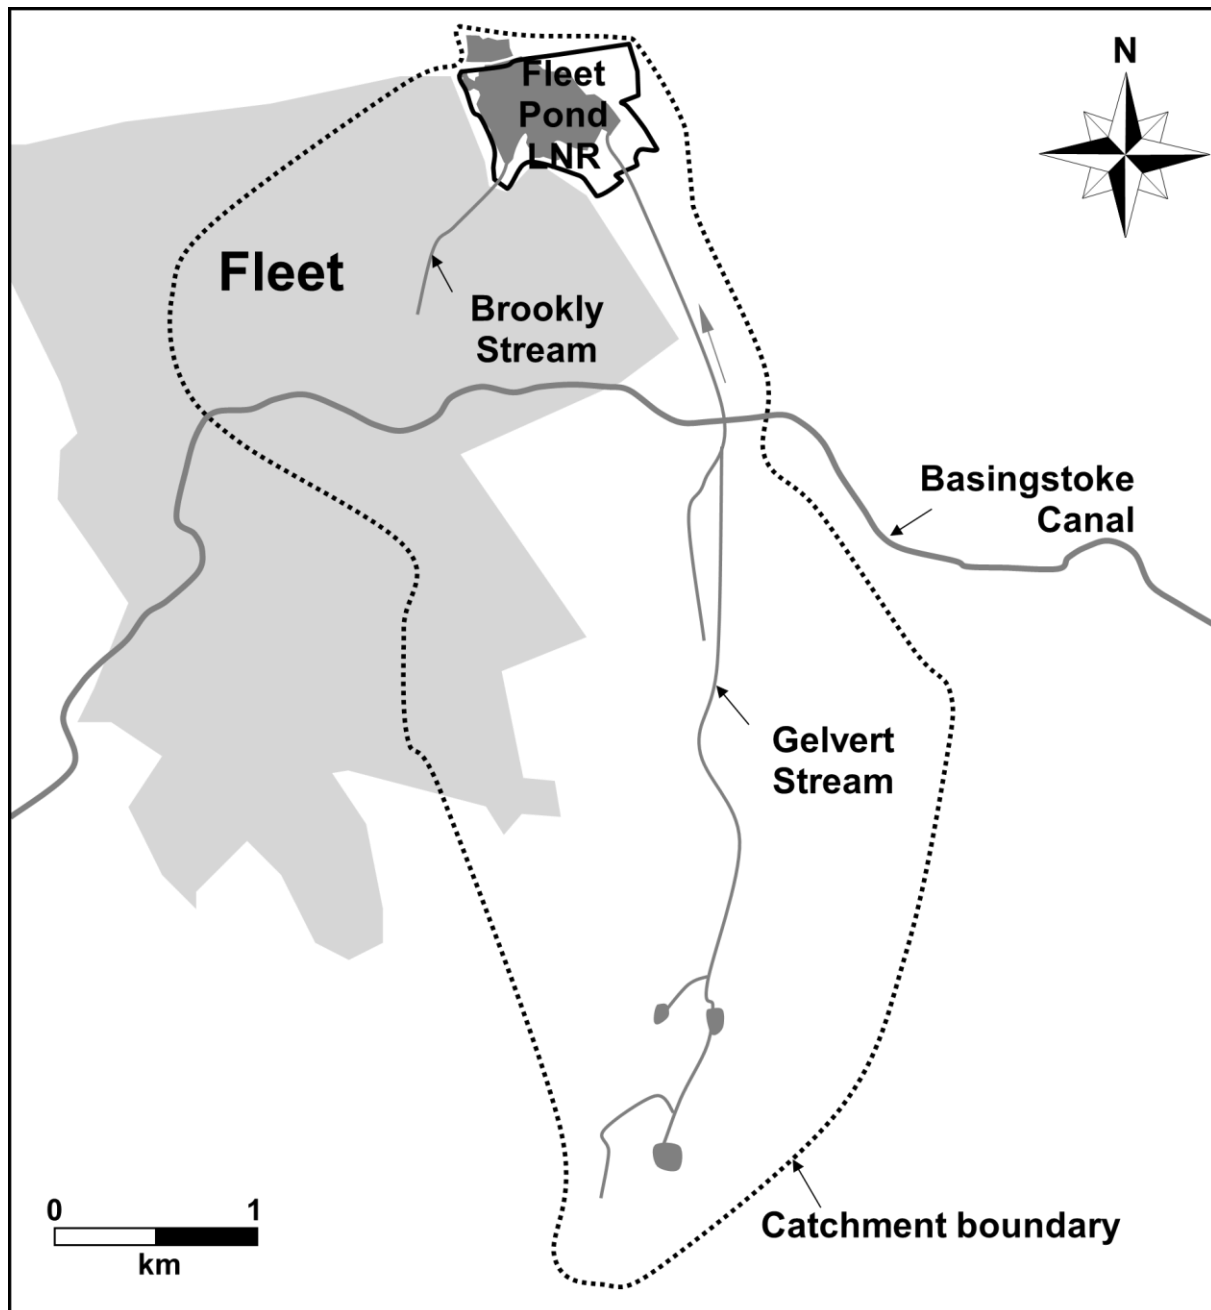 N
Fleet
Pond
LNR
Fleet
Brookly
Stream
Basingstoke
Canal
Gelvert
Stream
0 1
km
Catchment boundary